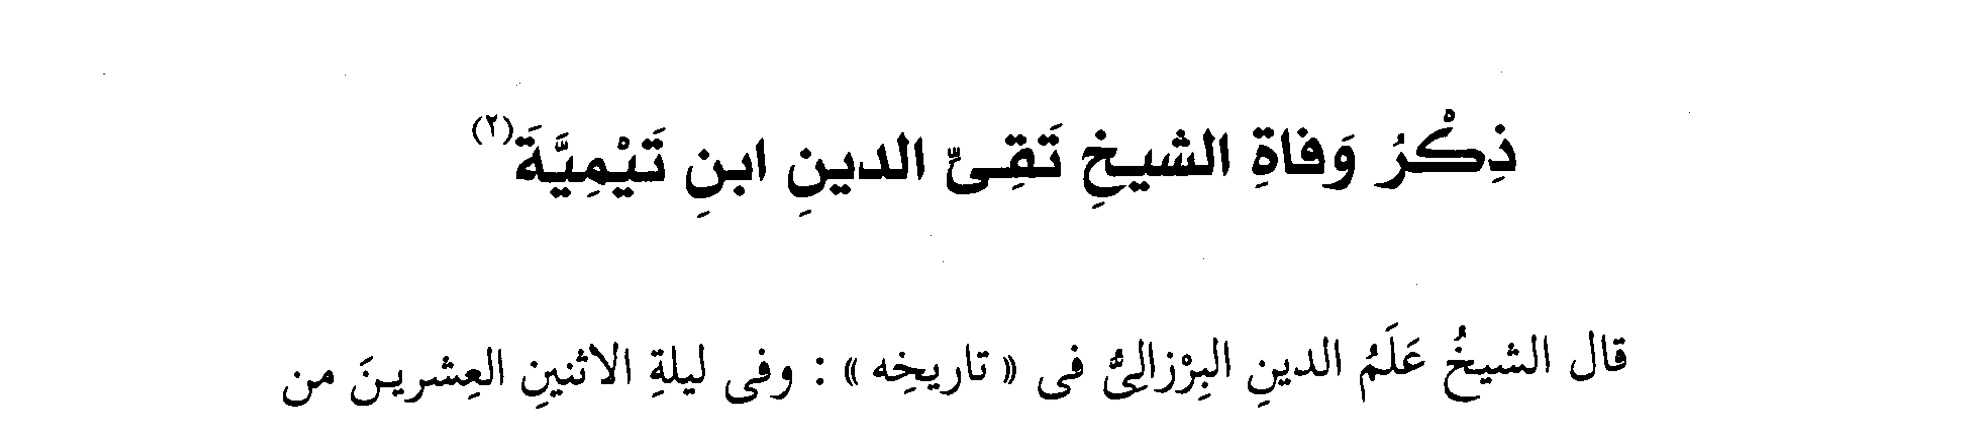 ذِكْرُ وَفاةِ الشيخِ تَقِىِّ الدينِ ابنِ تَيْمِيَّةَ(٢)
قال الشيخُ عَلَمُ الدينِ البِرْزالِىُّ فى « تاريخِه » : وفى ليلةِ الاثنينِ العِشرينَ من